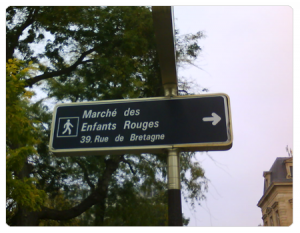 Marché des
Enfants Rouges
39, Rue de Bretagne